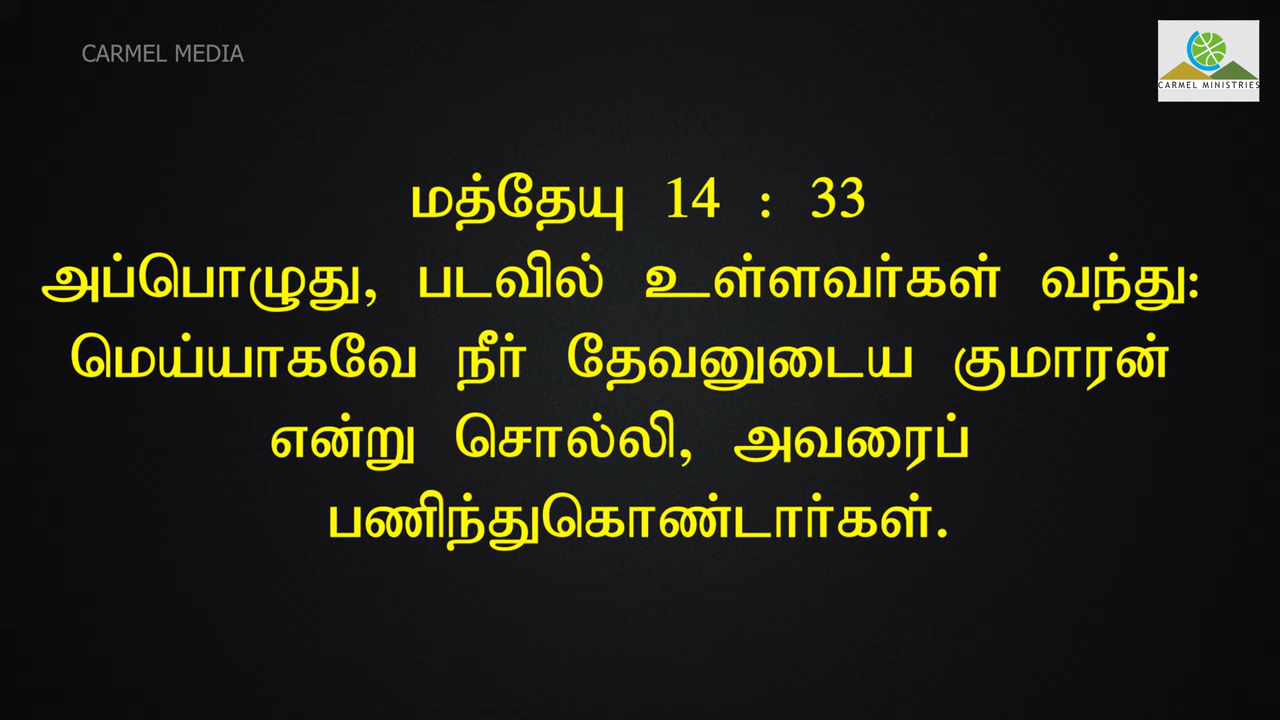 CARMEL MEDIA
CARMEL MINISTRIES
மத்தேயு 14 : 33
அப்பொழுது, படவில் உள்ளவர்கள் வந்து:
மெய்யாகவே நீர் தேவனுடைய குமாரன்
என்று சொல்லி, அவரைப்
பணிந்துகொண்டார்கள்.